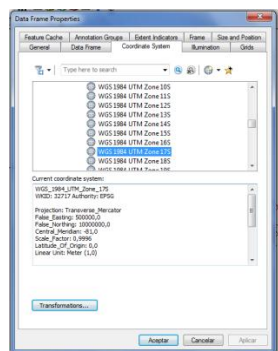 Data Frame Properties
Feature Cache Annotation Groups Extent Indicators Frame Size and Position
General Data Frame Coordinate System Illumination Grids
Type here to search
WGS 1984 UTM Zone 10S
WGS 1984 UTM Zone 11S
WGS 1984 UTM Zone 12S
WGS 1984 UTM Zone 13S
WGS 1984 UTM Zone 14S
WGS 1984 UTM Zone 15S
WGS 1984 UTM Zone 16S
WGS 1984 UTM Zone 17S
WGS 1984 UTM Zone 18S
Current coordinate system:
WGS_1984_UTM_Zone_17S
WKID: 32717 Authority: EPSG
Projection: Transverse_Mercator
False_Easting: 500000,0
False_Northing: 10000000,0
Central_Meridian: -81,0
Scale_Factor: 0,9996
Latitude_Of_Origin: 0,0
Linear Unit: Meter (1,0)
Transformations...
Aceptar Cancelar Aplicar